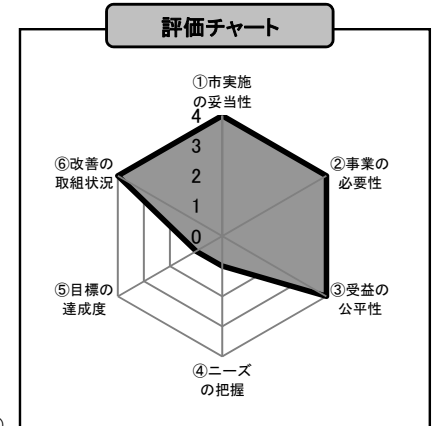 評価チャート
①市実施
の妥当性
4
3
2
1
0
②事業の
必要性
③受益の
公平性
④ニーズ
の把握
⑤目標の
達成度
⑥改善の
取組状況